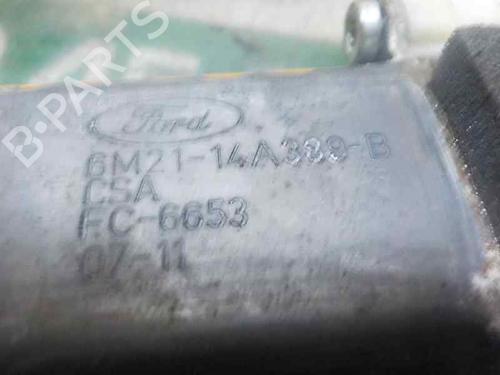 Ford
6M21-14A389-B
CSA
FC-6653
07-11
B-PARTS